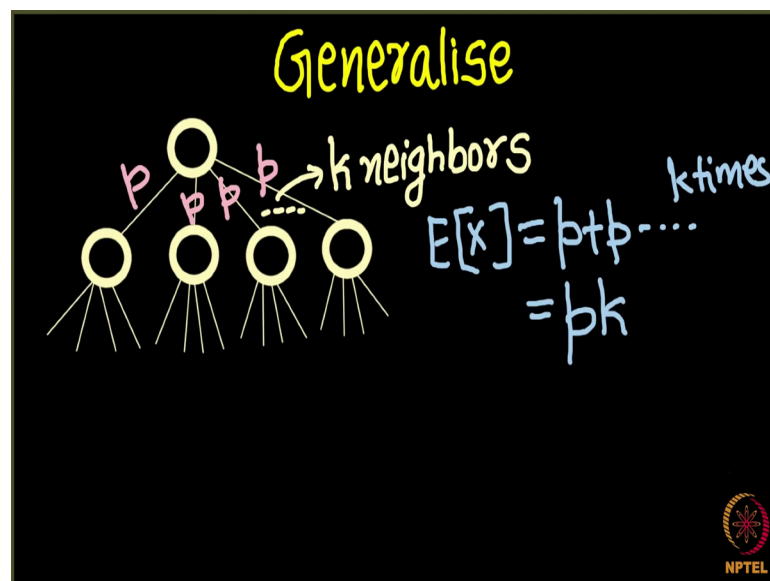 Generalise
p p p p
k neighbors
k times
E[X] = p+p ----
= pk
NPTEL